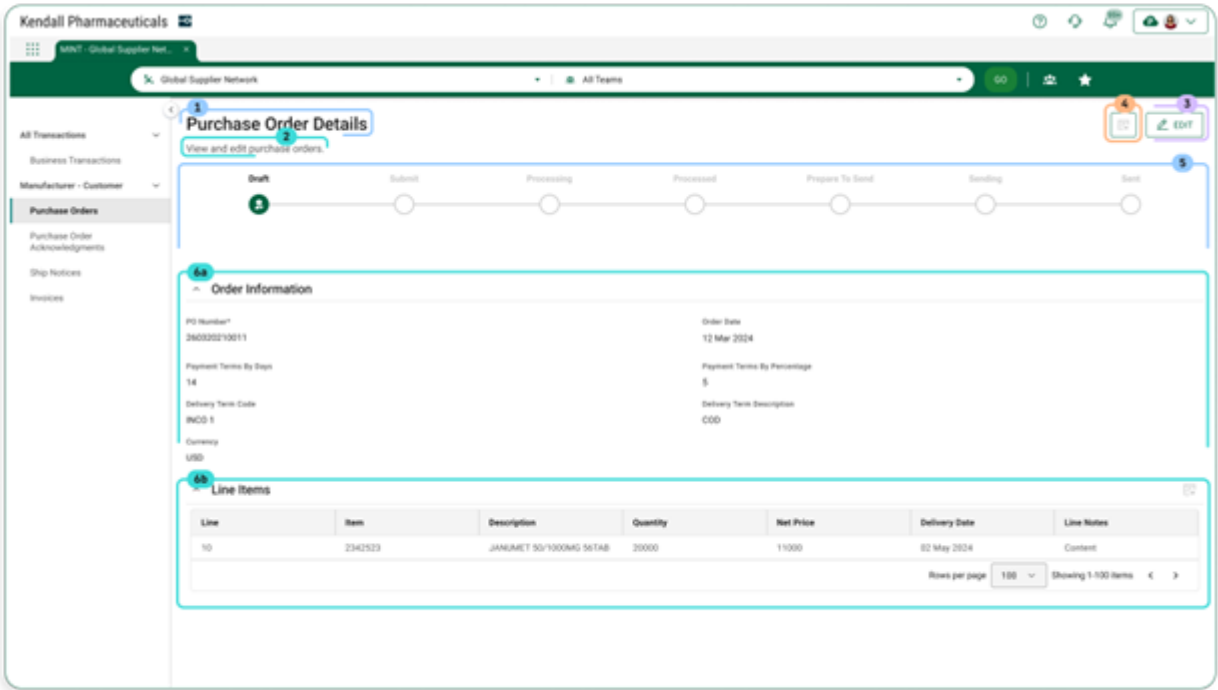 Kendall Pharmaceuticals
MINT - Global Supplier Net... ×
Global Supplier Network
All Teams
GO
1
Purchase Order Details
2
View and edit purchase orders.
4
3
EDIT
All Transactions
Business Transactions
Manufacturer - Customer
Purchase Orders
Purchase Order
Acknowledgments
Ship Notices
Invoices
5
Draft Submit Processing Processed Prepare To Send Sending Sent
6a
Order Information
PO Number* Order Date
260320210011 12 Mar 2024
Payment Terms By Days Payment Terms By Percentage
14 5
Delivery Term Code Delivery Term Description
INCO 1 COD
Currency
USD
6b
Line Items
Line Item Description Quantity Net Price Delivery Date Line Notes
10 2342523 JANUMET 50/1000MG 56TAB 20000 11000 02 May 2024 Content
Rows per page 100 Showing 1-100 items